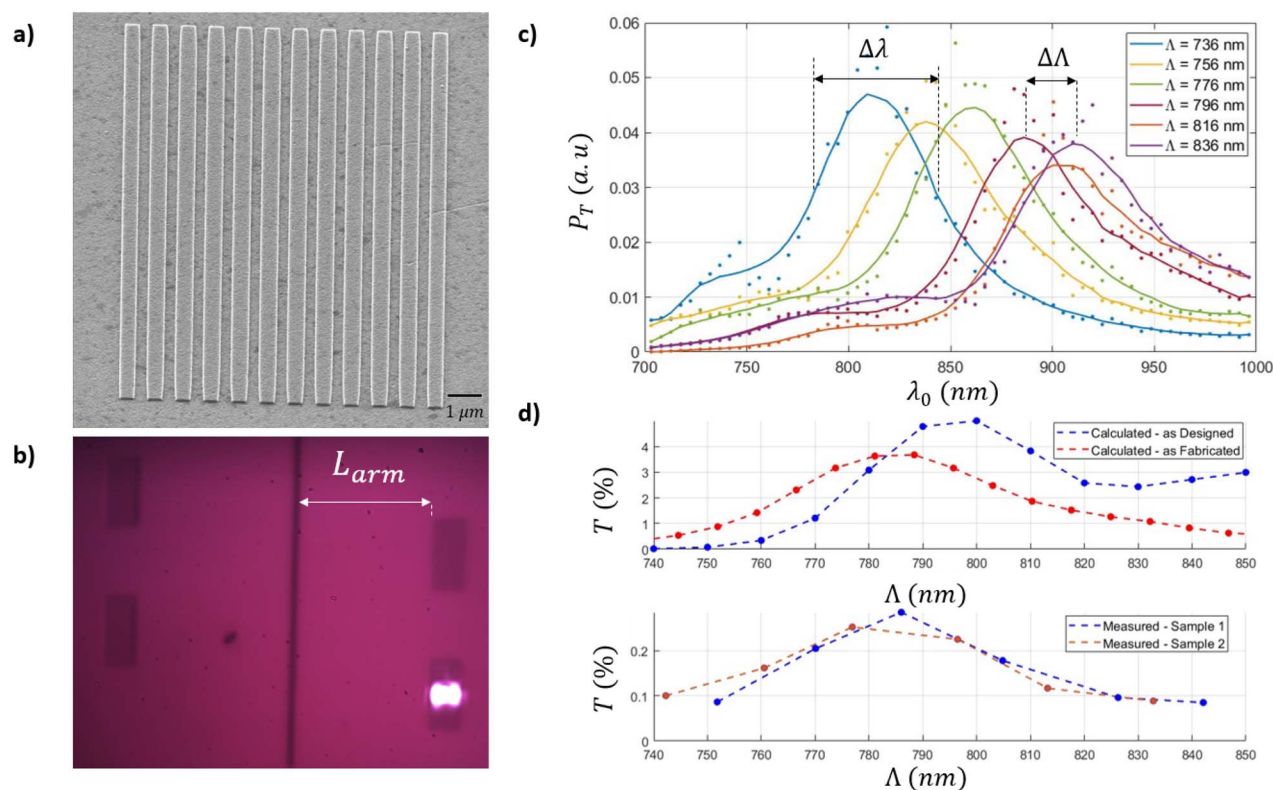 a)
1 μm
b)
L_arm
c)
P_T (a.u)
0.06
0.05
0.04
0.03
0.02
0.01
0
Δλ
ΔΛ
Λ = 736 nm
Λ = 756 nm
Λ = 776 nm
Λ = 796 nm
Λ = 816 nm
Λ = 836 nm
700 750 800 850 900 950 1000
λ₀ (nm)
d)
T (%)
4
3
2
1
0
Calculated - as Designed
Calculated - as Fabricated
740 750 760 770 780 790 800 810 820 830 840 850
Λ (nm)
T (%)
0.2
0.1
0
Measured - Sample 1
Measured - Sample 2
740 750 760 770 780 790 800 810 820 830 840 850
Λ (nm)